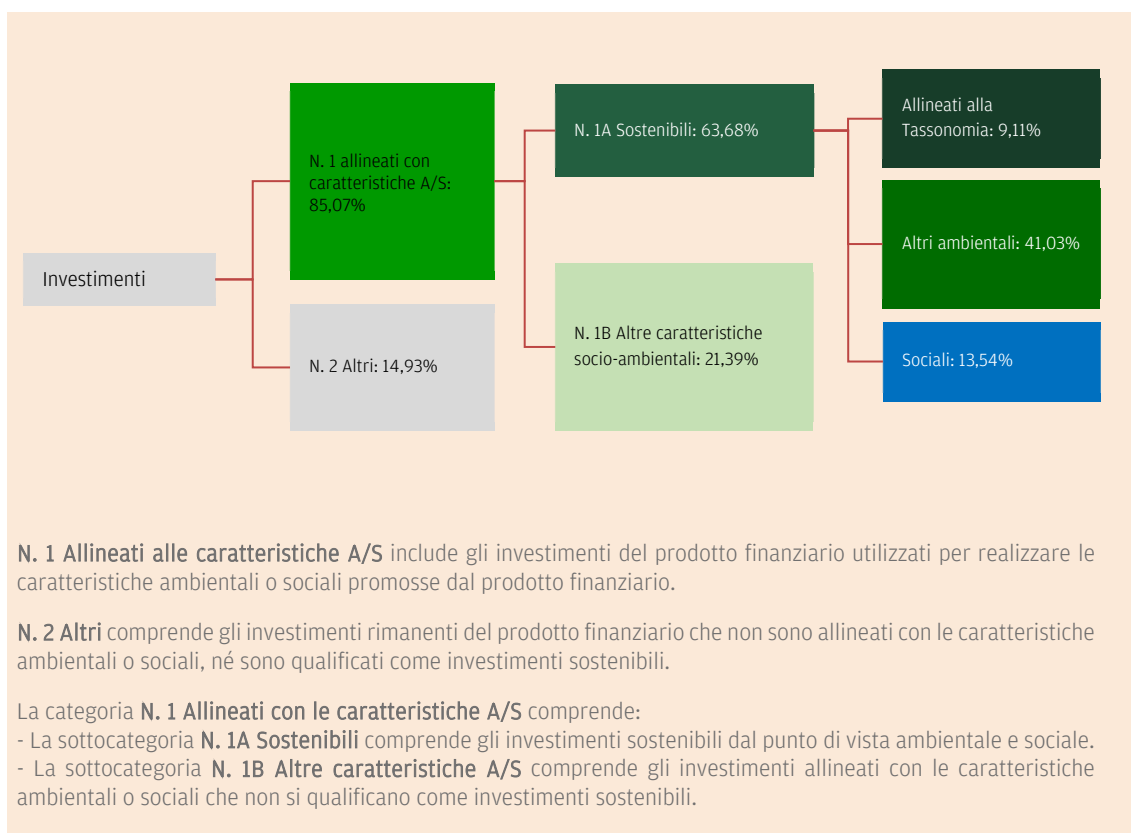 Investimenti
N. 1 allineati con
caratteristiche A/S:
85,07%
N. 2 Altri: 14,93%
N. 1A Sostenibili: 63,68%
N. 1B Altre caratteristiche
socio-ambientali: 21,39%
Allineati alla
Tassonomia: 9,11%
Altri ambientali: 41,03%
Sociali: 13,54%
N. 1 Allineati alle caratteristiche A/S include gli investimenti del prodotto finanziario utilizzati per realizzare le
caratteristiche ambientali o sociali promosse dal prodotto finanziario.
N. 2 Altri comprende gli investimenti rimanenti del prodotto finanziario che non sono allineati con le caratteristiche
ambientali o sociali, né sono qualificati come investimenti sostenibili.
La categoria N. 1 Allineati con le caratteristiche A/S comprende:
- La sottocategoria N. 1A Sostenibili comprende gli investimenti sostenibili dal punto di vista ambientale e sociale.
- La sottocategoria N. 1B Altre caratteristiche A/S comprende gli investimenti allineati con le caratteristiche
ambientali o sociali che non si qualificano come investimenti sostenibili.